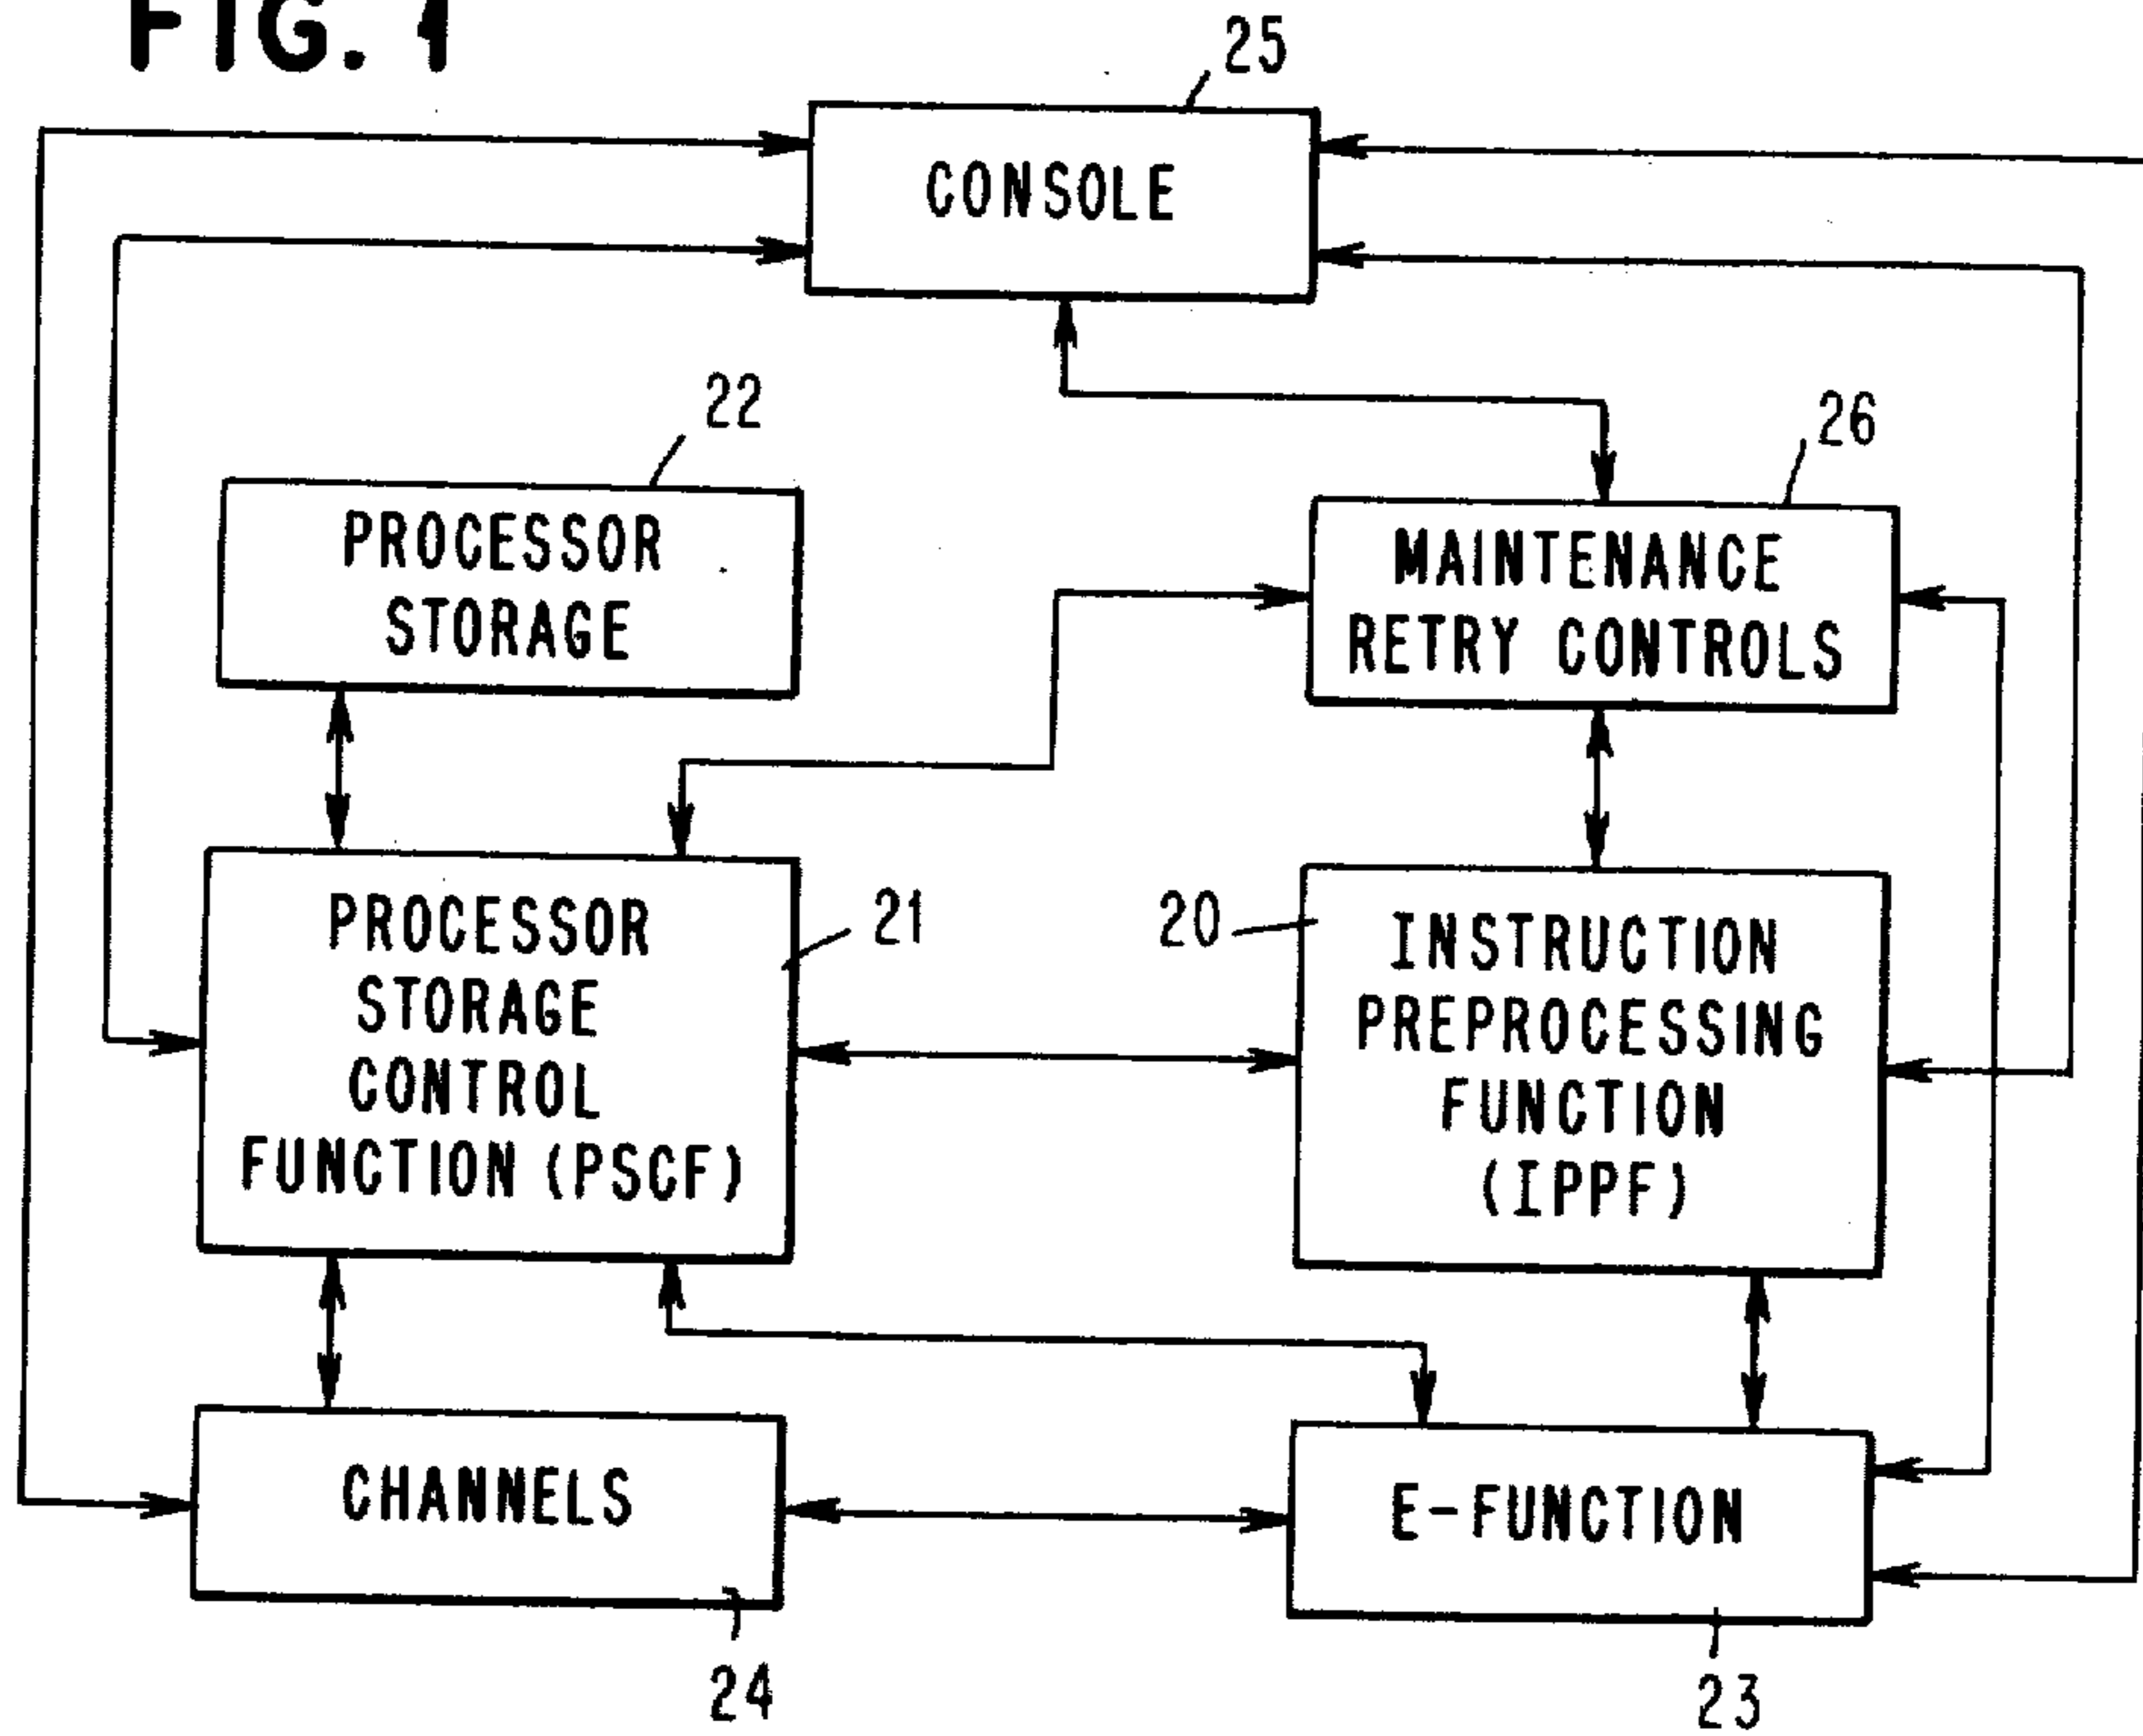 FIG. 1
25
CONSOLE
22
26
PROCESSOR
STORAGE
MAINTENANCE
RETRY CONTROLS
21
20
PROCESSOR
STORAGE
CONTROL
FUNCTION (PSCF)
INSTRUCTION
PREPROCESSING
FUNCTION
(IPPF)
CHANNELS
E-FUNCTION
24
23